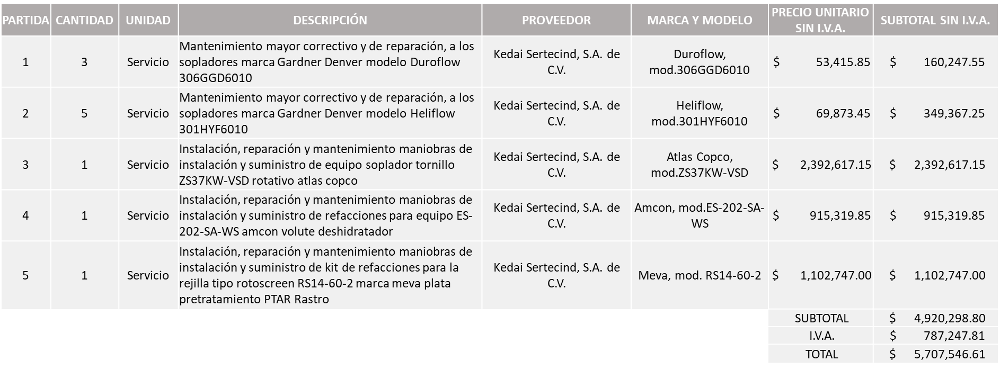 PARTIDA CANTIDAD UNIDAD DESCRIPCIÓN PROVEEDOR MARCA Y MODELO PRECIO UNITARIO SIN I.V.A. SUBTOTAL SIN I.V.A.
1 3 Servicio
Mantenimiento mayor correctivo y de reparación, a los
sopladores marca Gardner Denver modelo Duroflow
306GGD6010
Kedai Sertecind, S.A. de
C.V.
Duroflow,
mod.306GGD6010
$ 53,415.85 $ 160,247.55
2 5 Servicio
Mantenimiento mayor correctivo y de reparación, a los
sopladores marca Gardner Denver modelo Heliflow
301HYF6010
Kedai Sertecind, S.A. de
C.V.
Heliflow,
mod.301HYF6010
$ 69,873.45 $ 349,367.25
3 1 Servicio
Instalación, reparación y mantenimiento maniobras de
instalación y suministro de equipo soplador tornillo
ZS37KW-VSD rotativo atlas copco
Kedai Sertecind, S.A. de
C.V.
Atlas Copco,
mod.ZS37KW-VSD
$ 2,392,617.15 $ 2,392,617.15
4 1 Servicio
Instalación, reparación y mantenimiento maniobras de
instalación y suministro de refacciones para equipo ES-
202-SA-WS amcon volute deshidratador
Kedai Sertecind, S.A. de
C.V.
Amcon, mod.ES-202-SA-
WS
$ 915,319.85 $ 915,319.85
5 1 Servicio
Instalación, reparación y mantenimiento maniobras de
instalación y suministro de kit de refacciones para la
rejilla tipo rotoscreen RS14-60-2 marca meva plata
pretratamiento PTAR Rastro
Kedai Sertecind, S.A. de
C.V.
Meva, mod. RS14-60-2
$ 1,102,747.00 $ 1,102,747.00
SUBTOTAL $ 4,920,298.80
I.V.A. $ 787,247.81
TOTAL $ 5,707,546.61